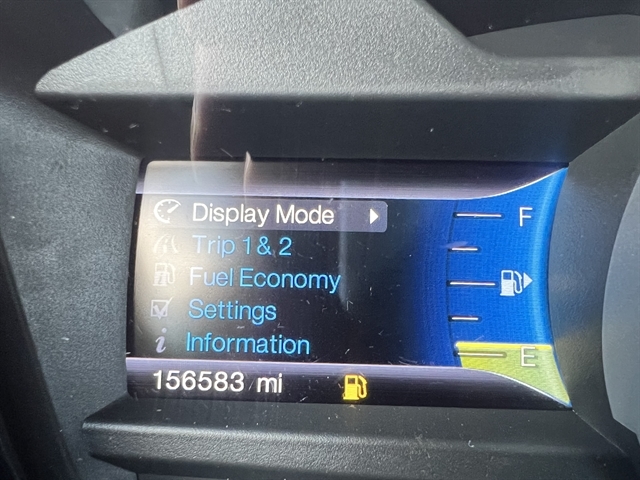 Display Mode
F
Trip 1 & 2
Fuel Economy
Settings
Information
E
156583 mi